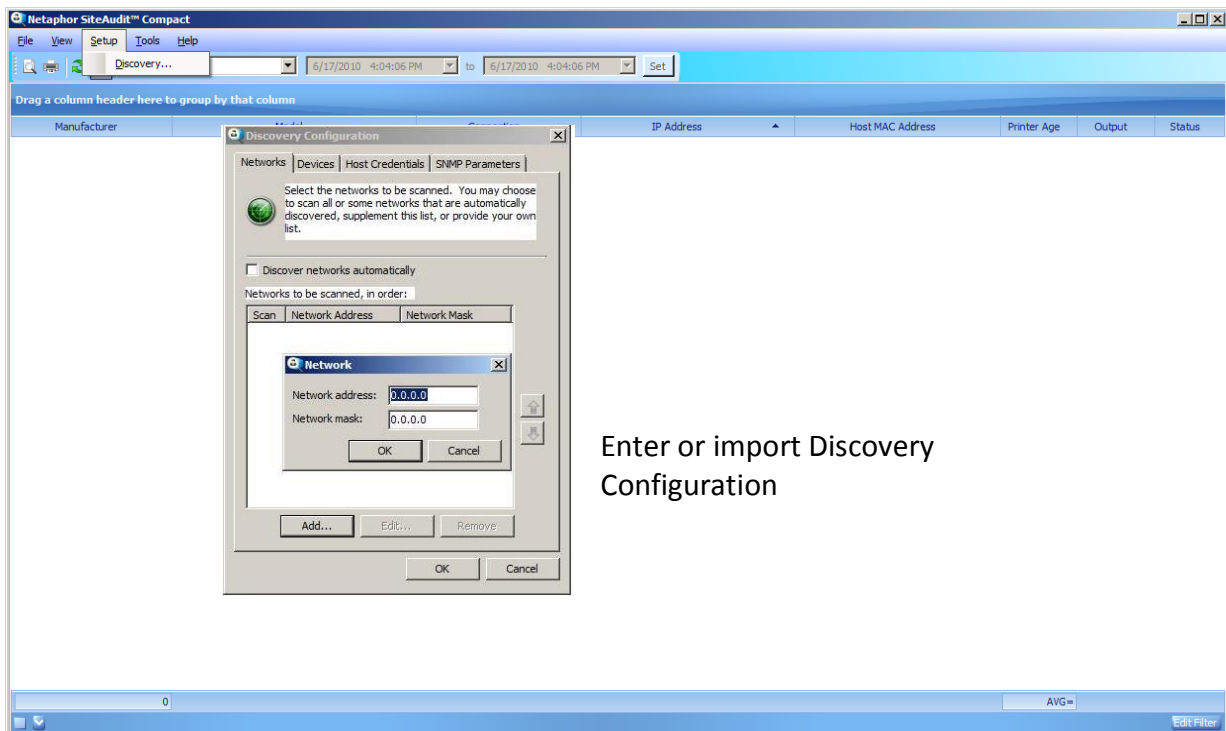 Netaphor SiteAudit™ Compact
File View Setup Tools Help
Discovery...
6/17/2010 4:04:06 PM to 6/17/2010 4:04:06 PM Set
Drag a column header here to group by that column
Manufacturer IP Address Host MAC Address Printer Age Output Status
Discovery Configuration
Networks Devices Host Credentials SNMP Parameters
Select the networks to be scanned. You may choose
to scan all or some networks that are automatically
discovered, supplement this list, or provide your own
list.
Discover networks automatically
Networks to be scanned, in order:
Scan Network Address Network Mask
Network
Network address: 0.0.0.0
Network mask: 0.0.0.0
OK Cancel
Add... Edit... Remove
OK Cancel
Enter or import Discovery
Configuration
0 AVG=
Edit Filter